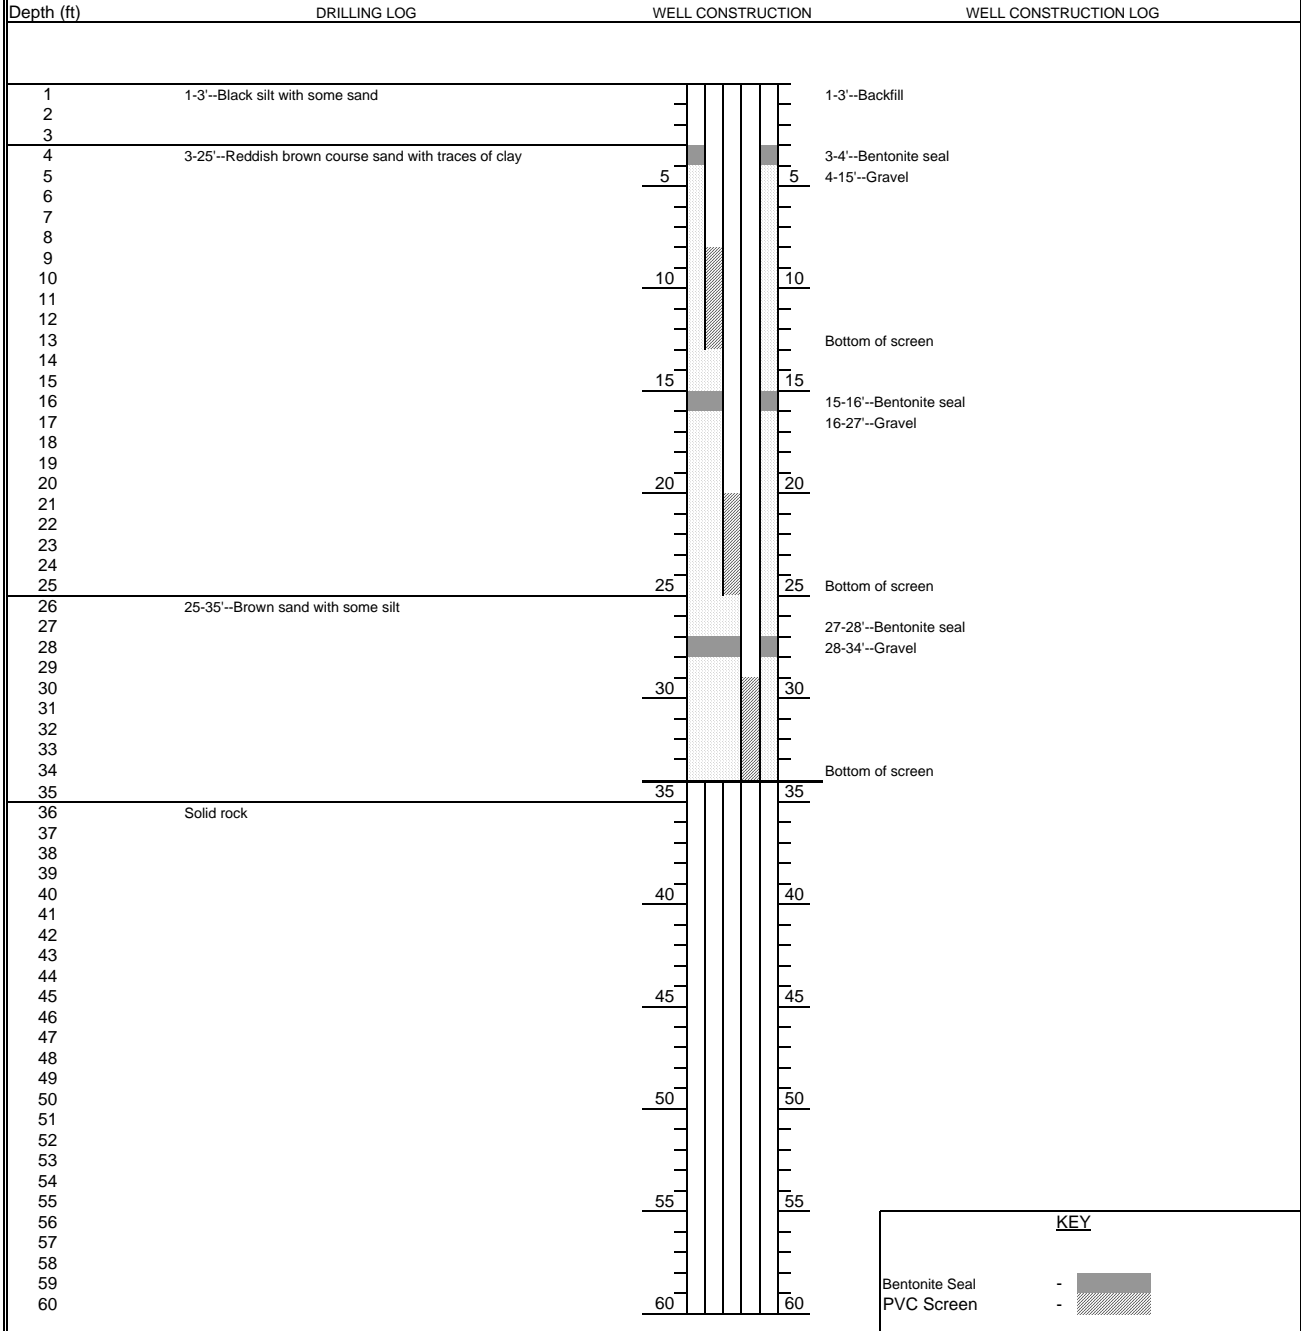 Depth (ft) DRILLING LOG WELL CONSTRUCTION WELL CONSTRUCTION LOG
1 1-3'--Black silt with some sand 1-3'--Backfill
2
3
4 3-25'--Reddish brown course sand with traces of clay 3-4'--Bentonite seal
5 5 5 4-15'--Gravel
6
7
8
9
10 10 10
11
12
13 Bottom of screen
14
15 15 15
16 15-16'--Bentonite seal
17 16-27'--Gravel
18
19
20 20 20
21
22
23
24
25 25 25 Bottom of screen
26 25-35'--Brown sand with some silt
27 27-28'--Bentonite seal
28 28-34'--Gravel
29
30 30 30
31
32
33
34 Bottom of screen
35 35 35
36 Solid rock
37
38
39
40 40 40
41
42
43
44
45 45 45
46
47
48
49
50 50 50
51
52
53
54
55 55 55
56 KEY
57
58
59 Bentonite Seal -
60 60 60 PVC Screen -